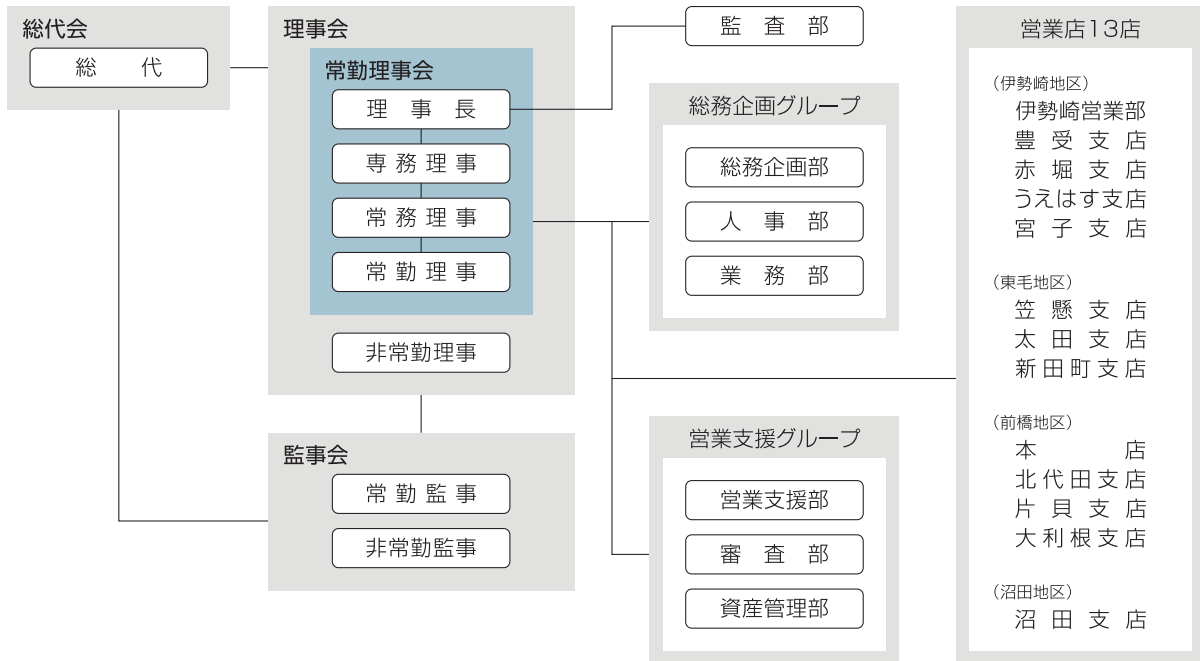 総代会
総代
理事会
常勤理事会
理事長
専務理事
常務理事
常勤理事
非常勤理事
監事会
常勤監事
非常勤監事
監査部
総務企画グループ
総務企画部
人事部
業務部
営業支援グループ
営業支援部
審査部
資産管理部
営業店13店
（伊勢崎地区）
伊勢崎営業部
豊受支店
赤堀支店
うえはす支店
宮子支店
（東毛地区）
笠懸支店
太田支店
新田町支店
（前橋地区）
本店
北代田支店
片貝支店
大利根支店
（沼田地区）
沼田支店